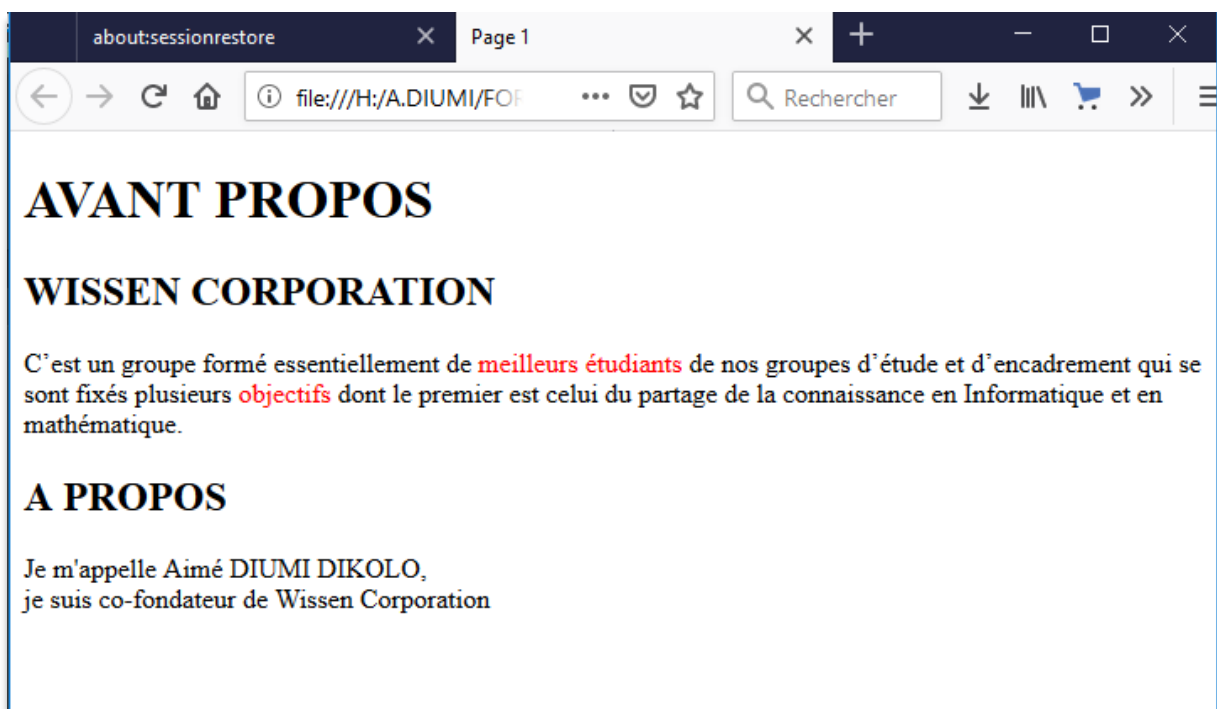 about:sessionrestore
Page 1
file:///H:/A.DIUMI/FOR
Rechercher
AVANT PROPOS
WISSEN CORPORATION
C’est un groupe formé essentiellement de meilleurs étudiants de nos groupes d’étude et d’encadrement qui se
sont fixés plusieurs objectifs dont le premier est celui du partage de la connaissance en Informatique et en
mathématique.
A PROPOS
Je m'appelle Aimé DIUMI DIKOLO,
je suis co-fondateur de Wissen Corporation